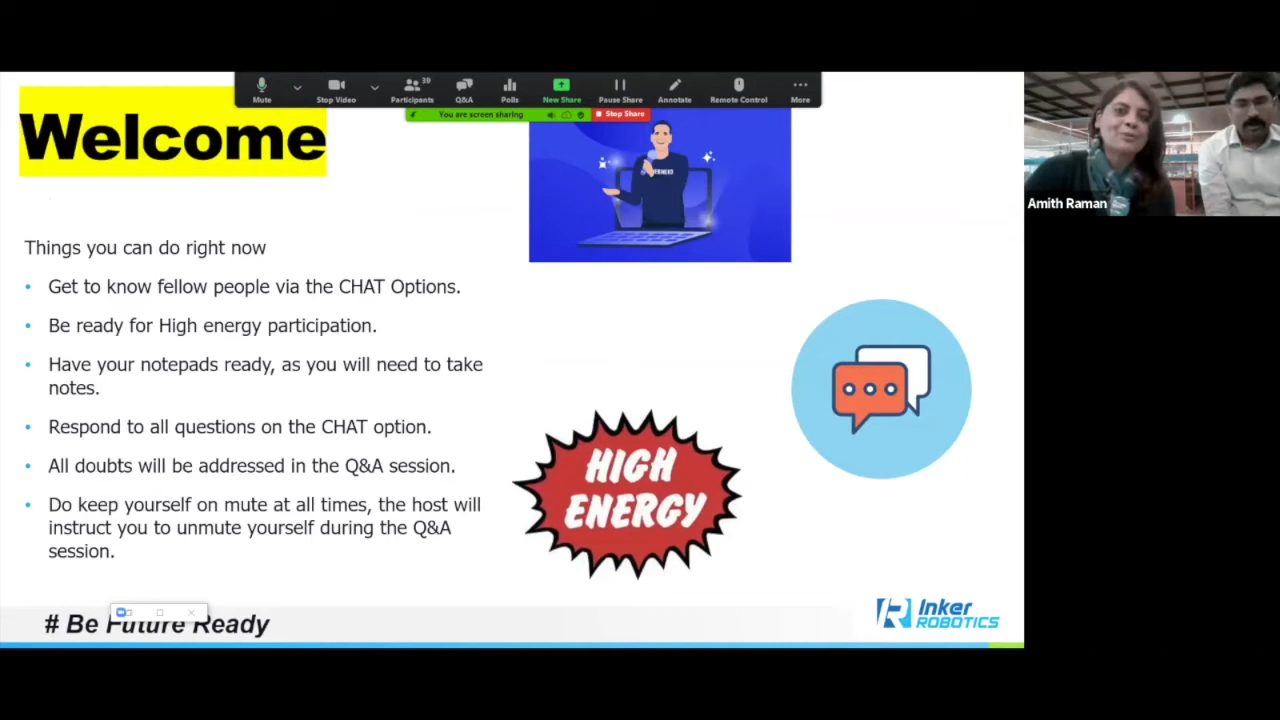 39
Mute
Stop Video
Participants
Q&A
Polls
New Share
Pause Share
Annotate
Remote Control
More
You are screen sharing
Stop Share
Welcome
Amith Raman
Things you can do right now
• Get to know fellow people via the CHAT Options.
• Be ready for High energy participation.
• Have your notepads ready, as you will need to take
notes.
• Respond to all questions on the CHAT option.
• All doubts will be addressed in the Q&A session.
• Do keep yourself on mute at all times, the host will
instruct you to unmute yourself during the Q&A
session.
HIGH
ENERGY
# Be Future Ready
Inker
ROBOTICS